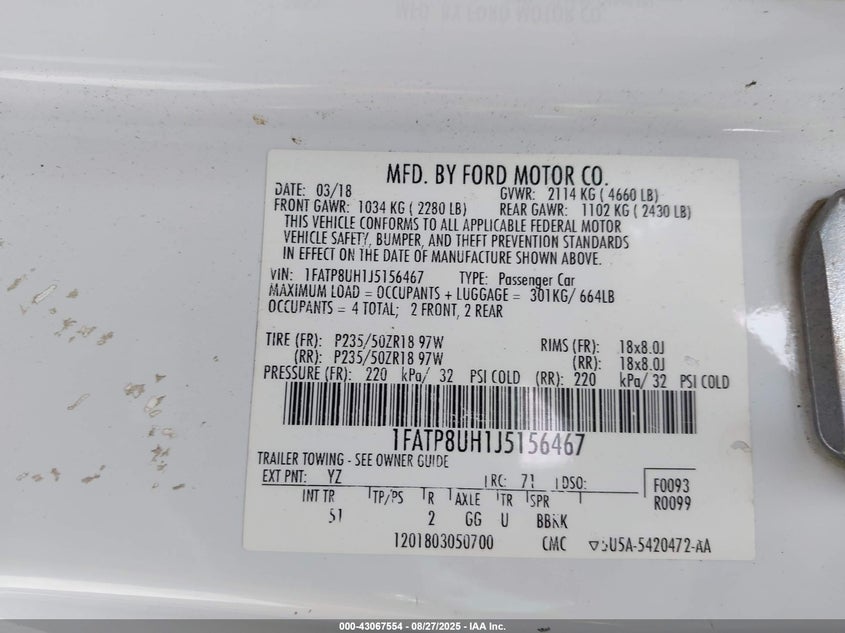 MFD. BY FORD MOTOR CO.
DATE: 03/18 GVWR: 2114 KG ( 4660 LB)
FRONT GAWR: 1034 KG ( 2280 LB) REAR GAWR: 1102 KG ( 2430 LB)
THIS VEHICLE CONFORMS TO ALL APPLICABLE FEDERAL MOTOR
VEHICLE SAFETY, BUMPER, AND THEFT PREVENTION STANDARDS
IN EFFECT ON THE DATE OF MANUFACTURE SHOWN ABOVE.
VIN: 1FATP8UH1J5156467 TYPE: Passenger Car
MAXIMUM LOAD = OCCUPANTS + LUGGAGE = 301KG/ 664LB
OCCUPANTS = 4 TOTAL; 2 FRONT, 2 REAR
TIRE (FR): P235/50ZR18 97W RIMS (FR): 18x8.0J
(RR): P235/50ZR18 97W (RR): 18x8.0J
PRESSURE (FR): 220 kPa/ 32 PSI COLD (RR): 220 kPa/ 32 PSI COLD
1FATP8UH1J5156467
TRAILER TOWING - SEE OWNER GUIDE
EXT PNT: YZ RC: 71 DSO: F0093
R0099
INT TR TP/PS R AXLE TR SPR
51 2 GG U BBKK
1201803050700 CMC U5A-5420472-AA
000-43067554 | 08/27/2025 - IAA Inc.